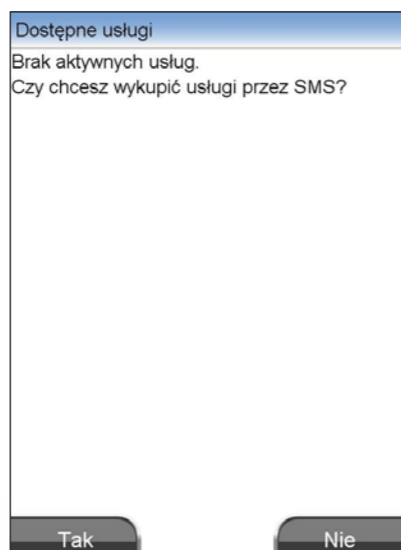 Dostępne usługi
Brak aktywnych usług.
Czy chcesz wykupić usługi przez SMS?
Tak
Nie